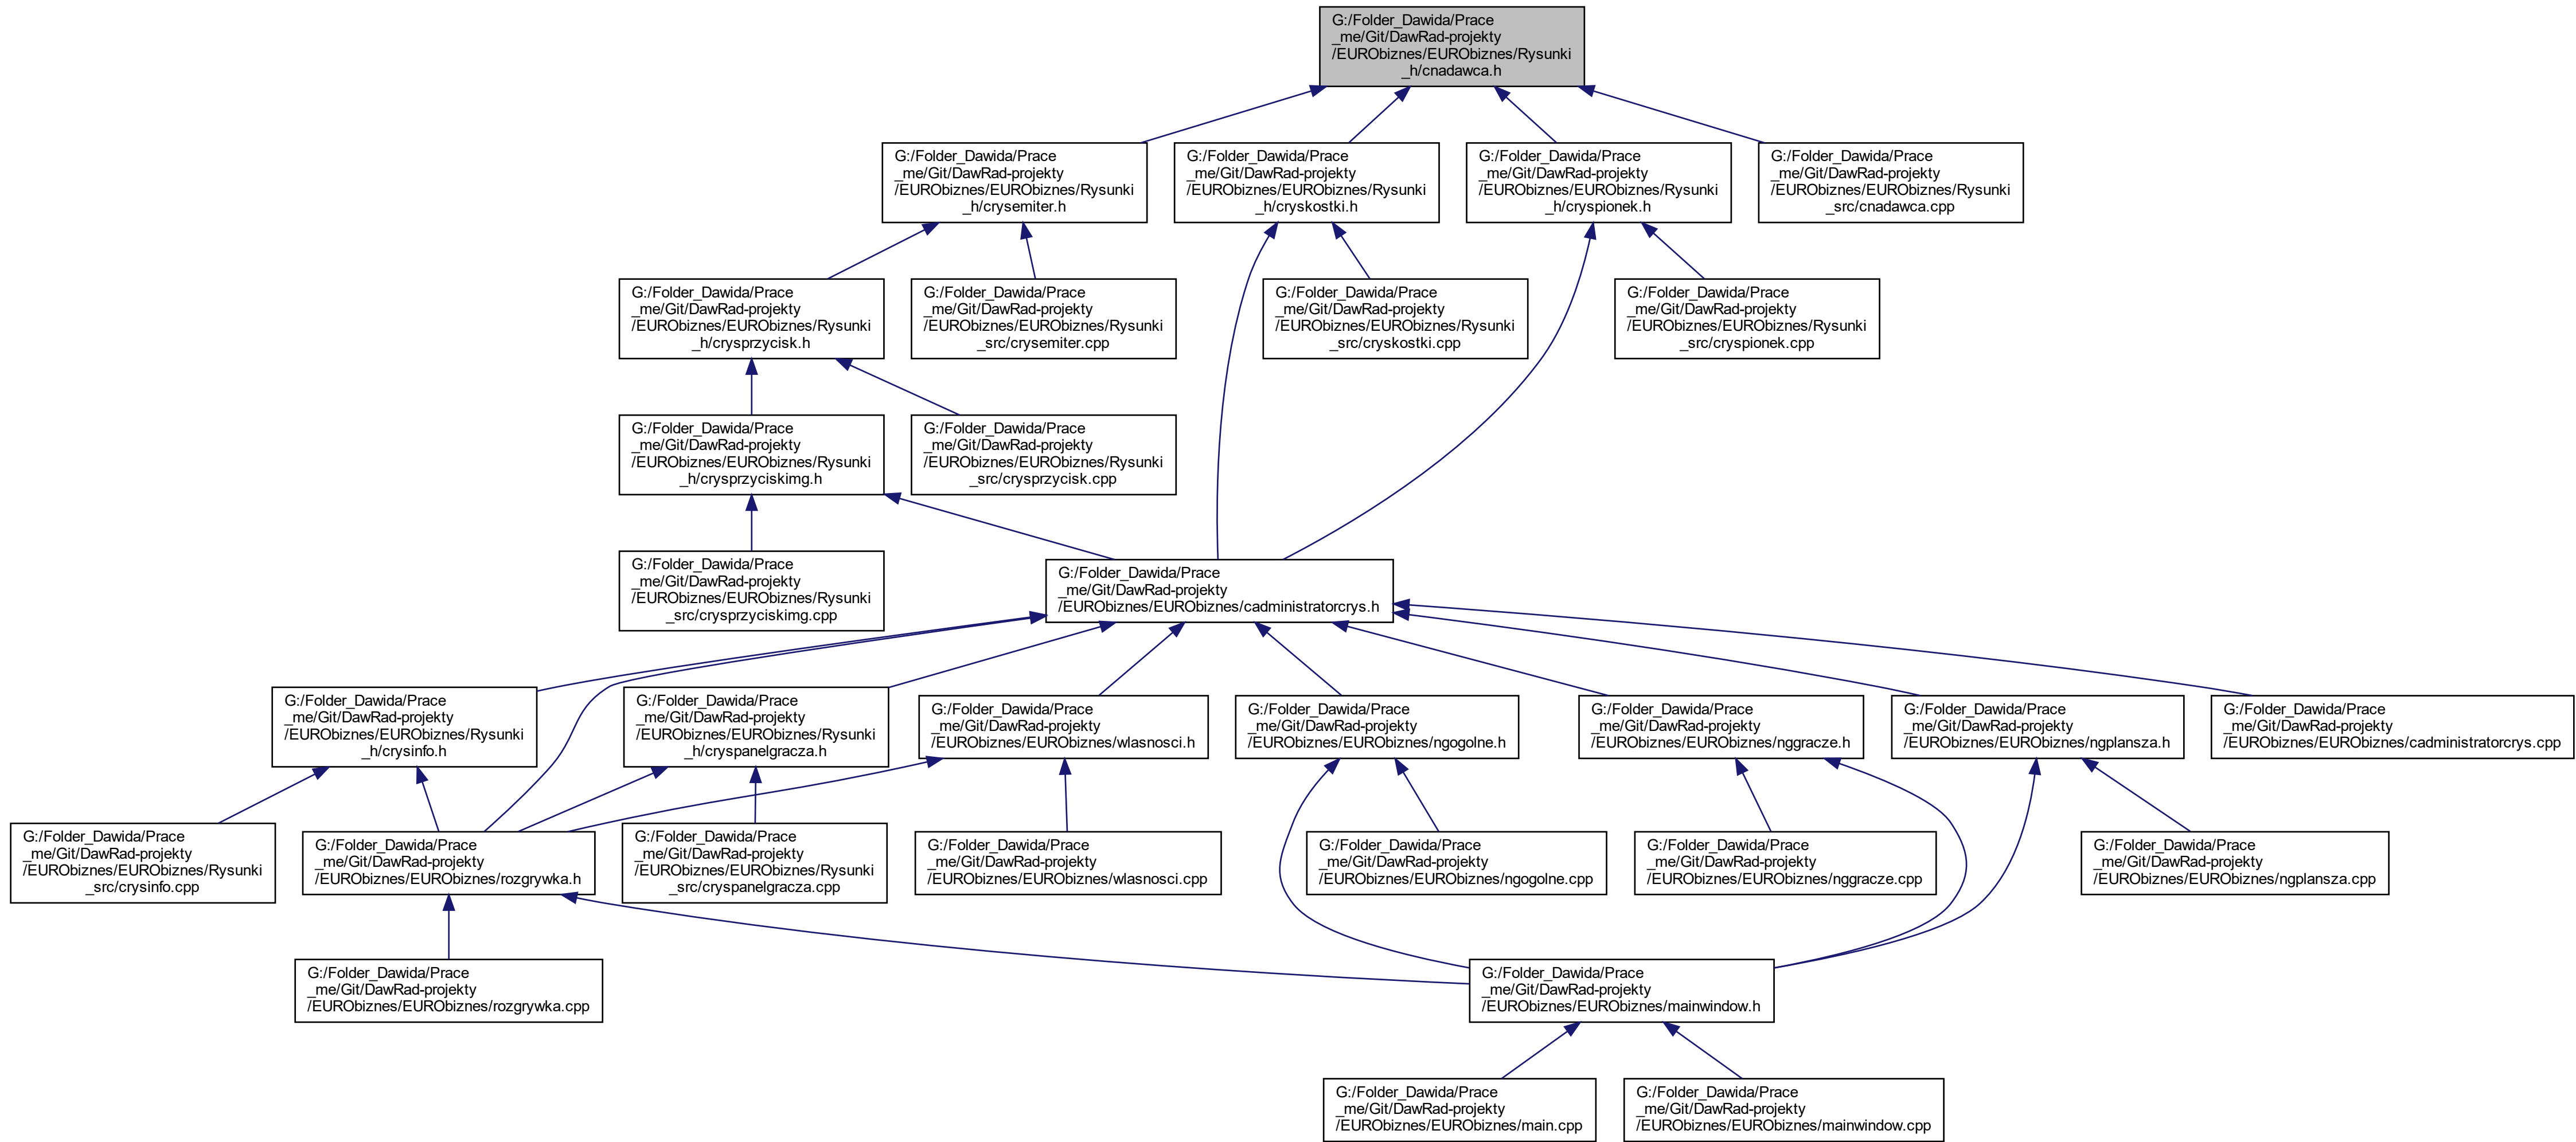 G:/Folder_Dawida/Prace
_me/Git/DawRad-projekty
/EURObiznes/EURObiznes/Rysunki
_h/cnadawca.h
G:/Folder_Dawida/Prace
_me/Git/DawRad-projekty
/EURObiznes/EURObiznes/Rysunki
_h/crysemiter.h
G:/Folder_Dawida/Prace
_me/Git/DawRad-projekty
/EURObiznes/EURObiznes/Rysunki
_h/cryskostki.h
G:/Folder_Dawida/Prace
_me/Git/DawRad-projekty
/EURObiznes/EURObiznes/Rysunki
_h/cryspionek.h
G:/Folder_Dawida/Prace
_me/Git/DawRad-projekty
/EURObiznes/EURObiznes/Rysunki
_src/cnadawca.cpp
G:/Folder_Dawida/Prace
_me/Git/DawRad-projekty
/EURObiznes/EURObiznes/Rysunki
_h/crysprzycisk.h
G:/Folder_Dawida/Prace
_me/Git/DawRad-projekty
/EURObiznes/EURObiznes/Rysunki
_src/crysemiter.cpp
G:/Folder_Dawida/Prace
_me/Git/DawRad-projekty
/EURObiznes/EURObiznes/Rysunki
_src/cryskostki.cpp
G:/Folder_Dawida/Prace
_me/Git/DawRad-projekty
/EURObiznes/EURObiznes/Rysunki
_src/cryspionek.cpp
G:/Folder_Dawida/Prace
_me/Git/DawRad-projekty
/EURObiznes/EURObiznes/Rysunki
_h/crysprzyciskimg.h
G:/Folder_Dawida/Prace
_me/Git/DawRad-projekty
/EURObiznes/EURObiznes/Rysunki
_src/crysprzycisk.cpp
G:/Folder_Dawida/Prace
_me/Git/DawRad-projekty
/EURObiznes/EURObiznes/Rysunki
_src/crysprzyciskimg.cpp
G:/Folder_Dawida/Prace
_me/Git/DawRad-projekty
/EURObiznes/EURObiznes/cadministratorcrys.h
G:/Folder_Dawida/Prace
_me/Git/DawRad-projekty
/EURObiznes/EURObiznes/Rysunki
_h/crysinfo.h
G:/Folder_Dawida/Prace
_me/Git/DawRad-projekty
/EURObiznes/EURObiznes/Rysunki
_h/cryspanelgracza.h
G:/Folder_Dawida/Prace
_me/Git/DawRad-projekty
/EURObiznes/EURObiznes/wlasnosci.h
G:/Folder_Dawida/Prace
_me/Git/DawRad-projekty
/EURObiznes/EURObiznes/ngogolne.h
G:/Folder_Dawida/Prace
_me/Git/DawRad-projekty
/EURObiznes/EURObiznes/nggracze.h
G:/Folder_Dawida/Prace
_me/Git/DawRad-projekty
/EURObiznes/EURObiznes/ngplansza.h
G:/Folder_Dawida/Prace
_me/Git/DawRad-projekty
/EURObiznes/EURObiznes/cadministratorcrys.cpp
G:/Folder_Dawida/Prace
_me/Git/DawRad-projekty
/EURObiznes/EURObiznes/Rysunki
_src/crysinfo.cpp
G:/Folder_Dawida/Prace
_me/Git/DawRad-projekty
/EURObiznes/EURObiznes/rozgrywka.h
G:/Folder_Dawida/Prace
_me/Git/DawRad-projekty
/EURObiznes/EURObiznes/Rysunki
_src/cryspanelgracza.cpp
G:/Folder_Dawida/Prace
_me/Git/DawRad-projekty
/EURObiznes/EURObiznes/wlasnosci.cpp
G:/Folder_Dawida/Prace
_me/Git/DawRad-projekty
/EURObiznes/EURObiznes/ngogolne.cpp
G:/Folder_Dawida/Prace
_me/Git/DawRad-projekty
/EURObiznes/EURObiznes/nggracze.cpp
G:/Folder_Dawida/Prace
_me/Git/DawRad-projekty
/EURObiznes/EURObiznes/ngplansza.cpp
G:/Folder_Dawida/Prace
_me/Git/DawRad-projekty
/EURObiznes/EURObiznes/rozgrywka.cpp
G:/Folder_Dawida/Prace
_me/Git/DawRad-projekty
/EURObiznes/EURObiznes/mainwindow.h
G:/Folder_Dawida/Prace
_me/Git/DawRad-projekty
/EURObiznes/EURObiznes/main.cpp
G:/Folder_Dawida/Prace
_me/Git/DawRad-projekty
/EURObiznes/EURObiznes/mainwindow.cpp